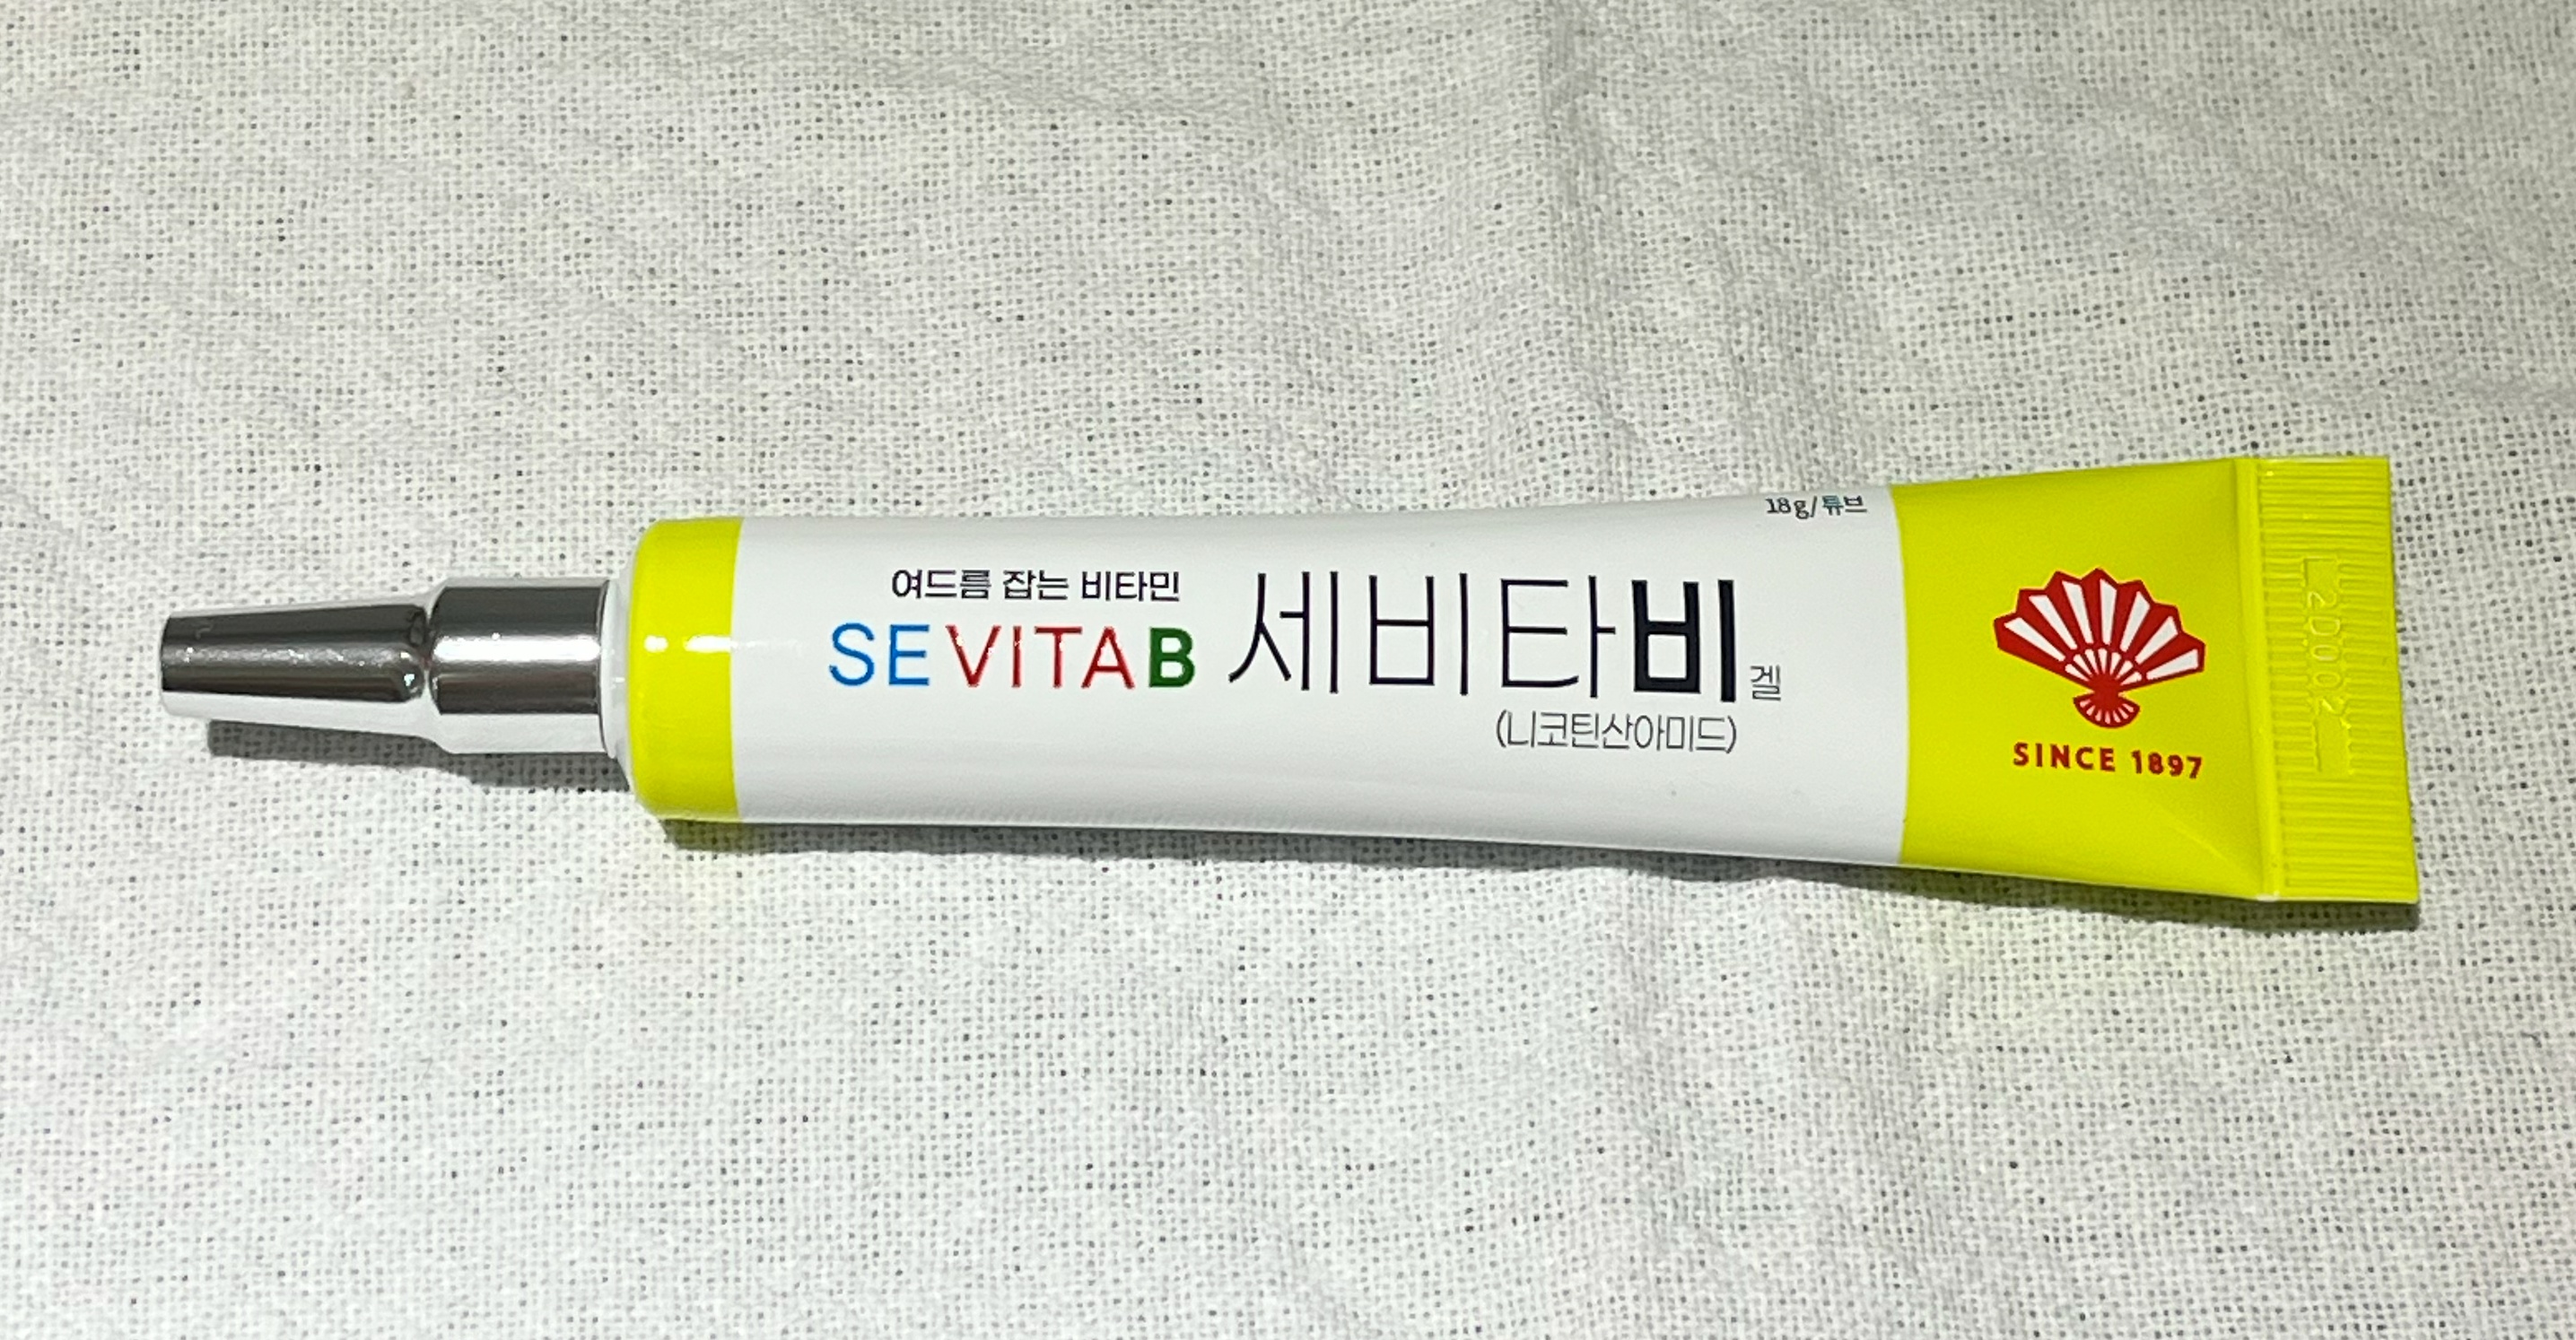 18g/튜브
여드름 잡는 비타민
SEVITAB 세비타비 겔
(니코틴산아미드)
SINCE 1897